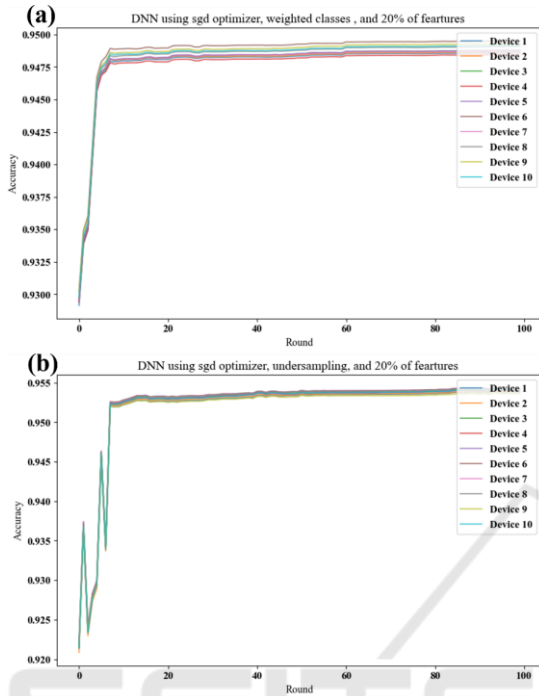 (a)
DNN using sgd optimizer, weighted classes , and 20% of feartures
0.9500
0.9475
0.9450
0.9425
0.9400
0.9375
0.9350
0.9325
0.9300
Accuracy
Device 1
Device 2
Device 3
Device 4
Device 5
Device 6
Device 7
Device 8
Device 9
Device 10
0 20 40 60 80 100
Round
(b)
DNN using sgd optimizer, undersampling, and 20% of feartures
0.955
0.950
0.945
0.940
0.935
0.930
0.925
0.920
Accuracy
Device 1
Device 2
Device 3
Device 4
Device 5
Device 6
Device 7
Device 8
Device 9
Device 10
0 20 40 60 80 100
Round